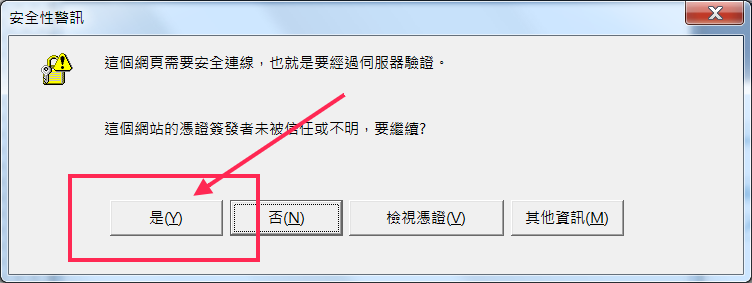 安全性警訊
這個網頁需要安全連線，也就是要經過伺服器驗證。
這個網站的憑證簽發者未被信任或不明，要繼續?
是(Y) 否(N) 檢視憑證(V) 其他資訊(M)